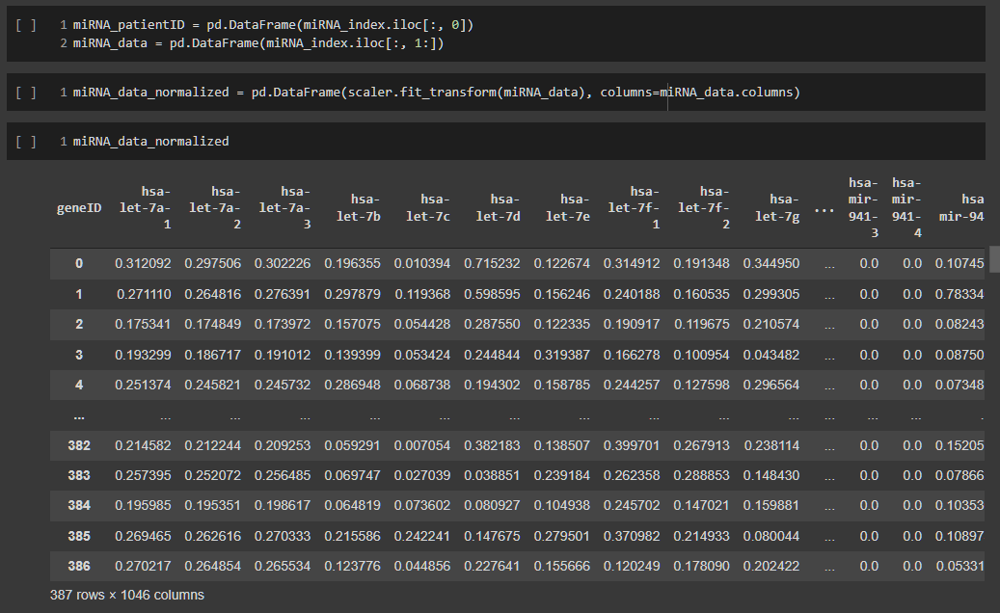 [ ] 1 miRNA_patientID = pd.DataFrame(miRNA_index.iloc[:, 0])
2 miRNA_data = pd.DataFrame(miRNA_index.iloc[:, 1:])
[ ] 1 miRNA_data_normalized = pd.DataFrame(scaler.fit_transform(miRNA_data), columns=miRNA_data.columns)
[ ] 1 miRNA_data_normalized
geneID hsa-let-7a-1 hsa-let-7a-2 hsa-let-7a-3 hsa-let-7b hsa-let-7c hsa-let-7d hsa-let-7e hsa-let-7f-1 hsa-let-7f-2 hsa-let-7g ... hsa-mir-941-3 hsa-mir-941-4 hsa mir-94
0 0.312092 0.297506 0.302226 0.196355 0.010394 0.715232 0.122674 0.314912 0.191348 0.344950 ... 0.0 0.0 0.10745
1 0.271110 0.264816 0.276391 0.297879 0.119368 0.598595 0.156246 0.240188 0.160535 0.299305 ... 0.0 0.0 0.78334
2 0.175341 0.174849 0.173972 0.157075 0.054428 0.287550 0.122335 0.190917 0.119675 0.210574 ... 0.0 0.0 0.08243
3 0.193299 0.186717 0.191012 0.139399 0.053424 0.244844 0.319387 0.166278 0.100954 0.043482 ... 0.0 0.0 0.08750
4 0.251374 0.245821 0.245732 0.286948 0.068738 0.194302 0.158785 0.244257 0.127598 0.296564 ... 0.0 0.0 0.07348
... ... ... ... ... ... ... ... ... ... ... ... ... ... .
382 0.214582 0.212244 0.209253 0.059291 0.007054 0.382183 0.138507 0.399701 0.267913 0.238114 ... 0.0 0.0 0.15205
383 0.257395 0.252072 0.256485 0.069747 0.027039 0.038851 0.239184 0.262358 0.288853 0.148430 ... 0.0 0.0 0.07866
384 0.195985 0.195351 0.198617 0.064819 0.073602 0.080927 0.104938 0.245702 0.147021 0.159881 ... 0.0 0.0 0.10353
385 0.269465 0.262616 0.270333 0.215586 0.242241 0.147675 0.279501 0.370982 0.214933 0.080044 ... 0.0 0.0 0.10897
386 0.270217 0.264854 0.265534 0.123776 0.044856 0.227641 0.155666 0.120249 0.178090 0.202422 ... 0.0 0.0 0.05331
387 rows × 1046 columns